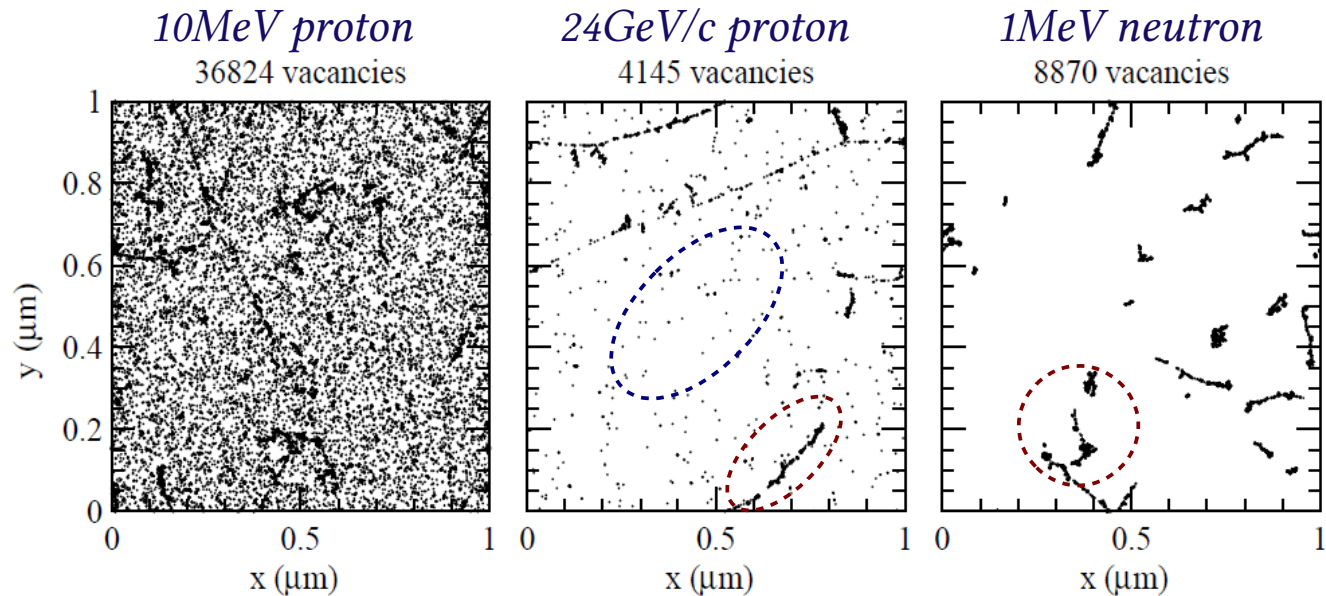 10MeV proton
36824 vacancies
24GeV/c proton
4145 vacancies
1MeV neutron
8870 vacancies
y (μm)
1
0.8
0.6
0.4
0.2
0
0 0.5 1
x (μm)
0 0.5 1
x (μm)
0 0.5 1
x (μm)